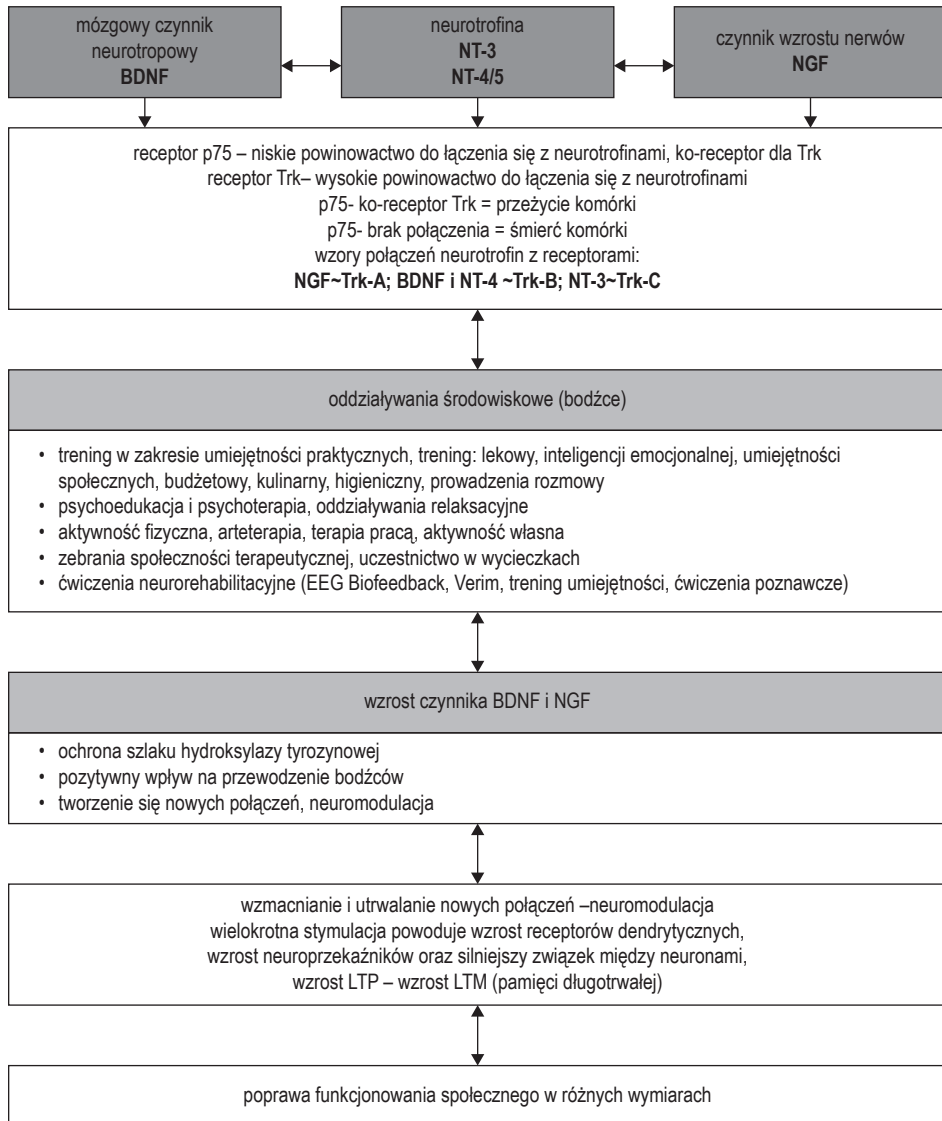 mózgowy czynnik
neurotropowy
BDNF
neurotrofina
NT-3
NT-4/5
czynnik wzrostu nerwów
NGF
receptor p75 – niskie powinowactwo do łączenia się z neurotrofinami, ko-receptor dla Trk
receptor Trk– wysokie powinowactwo do łączenia się z neurotrofinami
p75- ko-receptor Trk = przeżycie komórki
p75- brak połączenia = śmierć komórki
wzory połączeń neurotrofin z receptorami:
NGF~Trk-A; BDNF i NT-4 ~Trk-B; NT-3~Trk-C
oddziaływania środowiskowe (bodźce)
• trening w zakresie umiejętności praktycznych, trening: lekowy, inteligencji emocjonalnej, umiejętności
społecznych, budżetowy, kulinarny, higieniczny, prowadzenia rozmowy
• psychoedukacja i psychoterapia, oddziaływania relaksacyjne
• aktywność fizyczna, arteterapia, terapia pracą, aktywność własna
• zebrania społeczności terapeutycznej, uczestnictwo w wycieczkach
• ćwiczenia neurorehabilitacyjne (EEG Biofeedback, Verim, trening umiejętności, ćwiczenia poznawcze)
wzrost czynnika BDNF i NGF
• ochrona szlaku hydroksylazy tyrozynowej
• pozytywny wpływ na przewodzenie bodźców
• tworzenie się nowych połączeń, neuromodulacja
wzmacnianie i utrwalanie nowych połączeń –neuromodulacja
wielokrotna stymulacja powoduje wzrost receptorów dendrytycznych,
wzrost neuroprzekaźników oraz silniejszy związek między neuronami,
wzrost LTP – wzrost LTM (pamięci długotrwałej)
poprawa funkcjonowania społecznego w różnych wymiarach